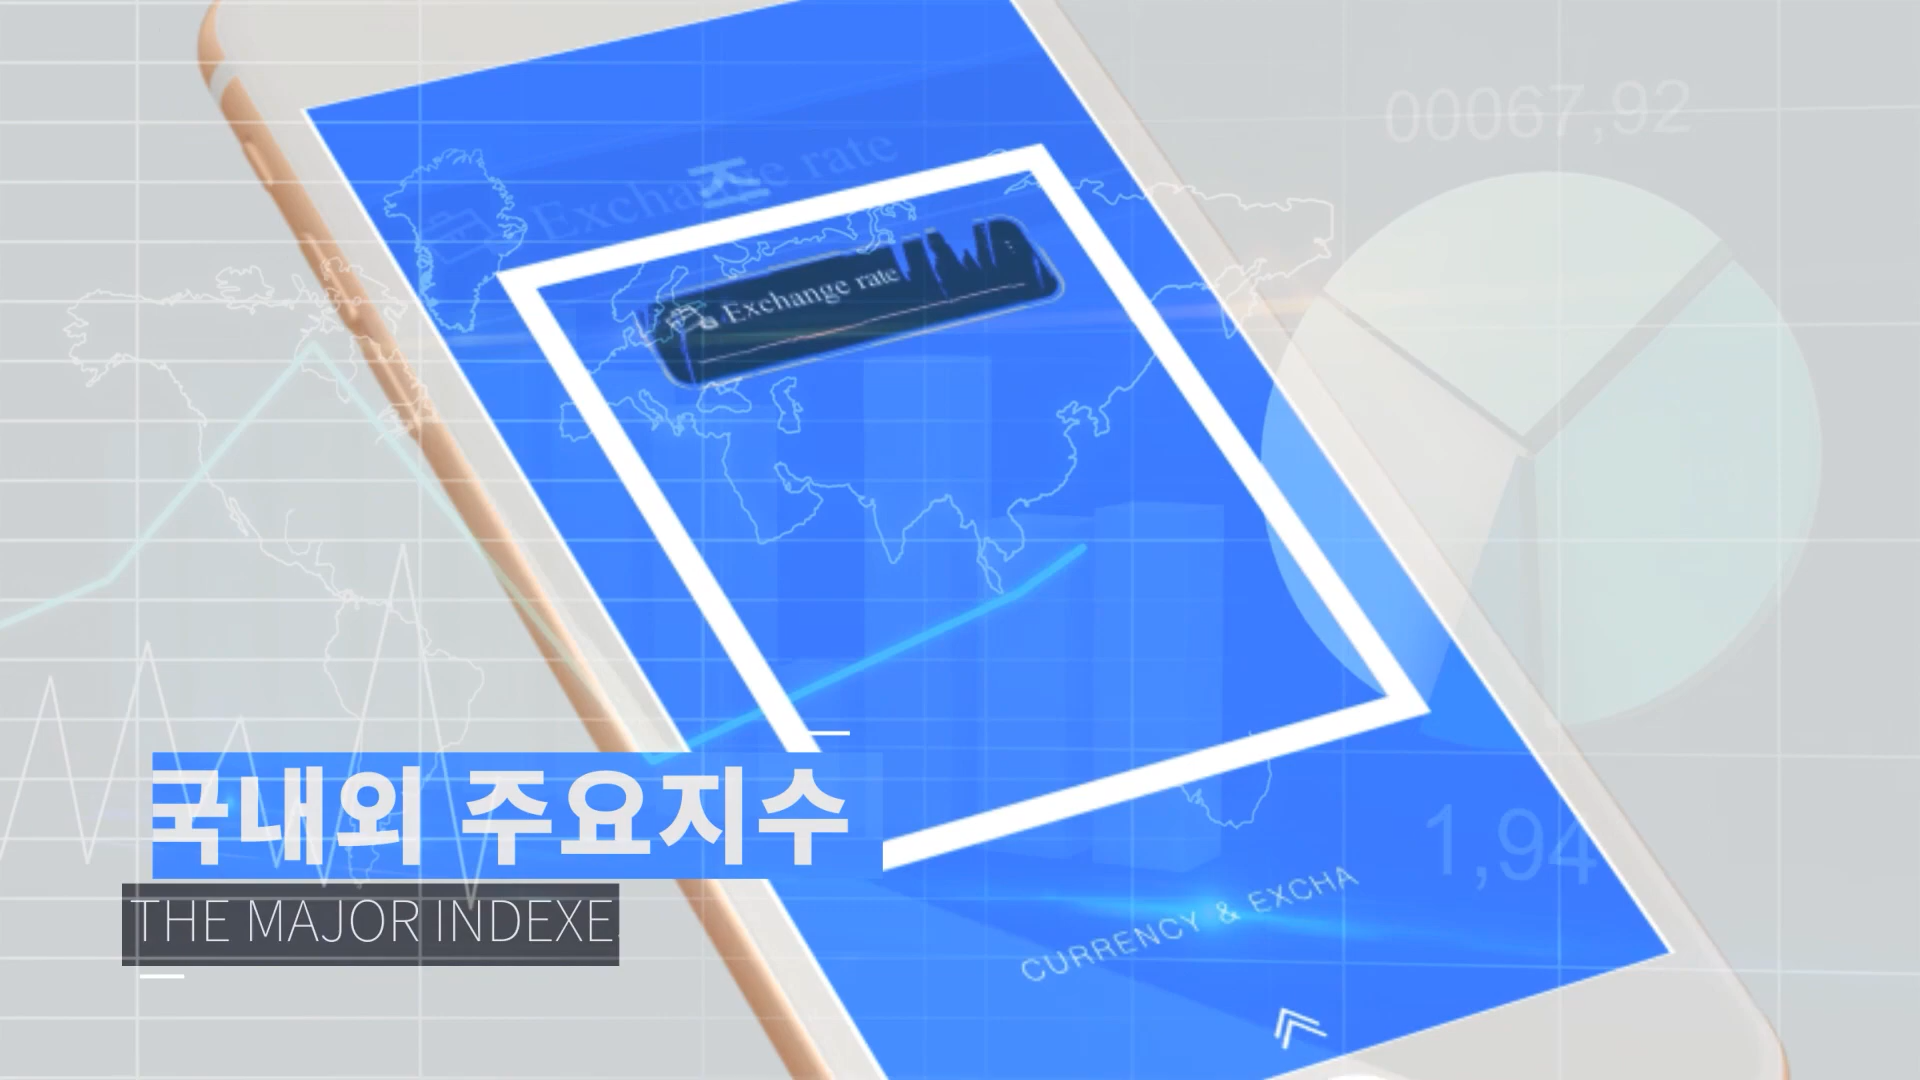 00067,92
Exchange rate
즈
Exchange rate
국내외 주요지수
THE MAJOR INDEXE
1,94
CURRENCY & EXCHA